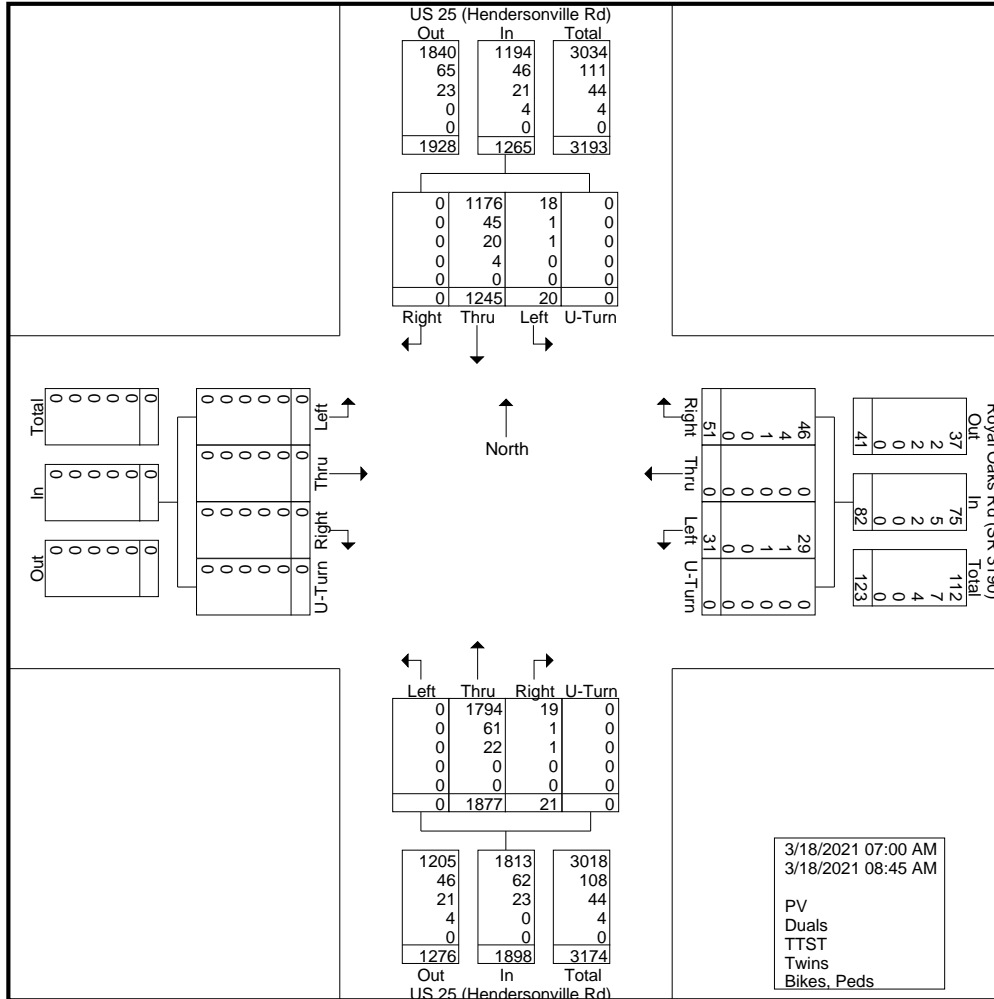 US 25 (Hendersonville Rd)
Out In Total
1840 1194 3034
65 46 111
23 21 44
0 4 4
0 0 0
1928 1265 3193
0 1176 18 0
0 45 1 0
0 20 1 0
0 4 0 0
0 0 0 0
0 1245 20 0
Right Thru Left U-Turn
Total
0 0 0 0 0 0
In
0 0 0 0 0 0
Out
0 0 0 0 0 0
Left
0 0 0 0 0 0
Thru
0 0 0 0 0 0
Right
0 0 0 0 0 0
U-Turn
0 0 0 0 0 0
North
Right
46 4 1 0 0 51
Thru
0 0 0 0 0 0
Left
29 1 1 0 0 31
U-Turn
0 0 0 0 0 0
Royal Oaks Rd (SR 3196)
Out
37 2 2 0 0 41
In
75 5 2 0 0 82
Total
112 7 4 0 0 123
Left Thru Right U-Turn
0 1794 19 0
0 61 1 0
0 22 1 0
0 0 0 0
0 0 0 0
0 1877 21 0
1205 1813 3018
46 62 108
21 23 44
4 0 4
0 0 0
1276 1898 3174
Out In Total
US 25 (Hendersonville Rd)
3/18/2021 07:00 AM
3/18/2021 08:45 AM
PV
Duals
TTST
Twins
Bikes, Peds